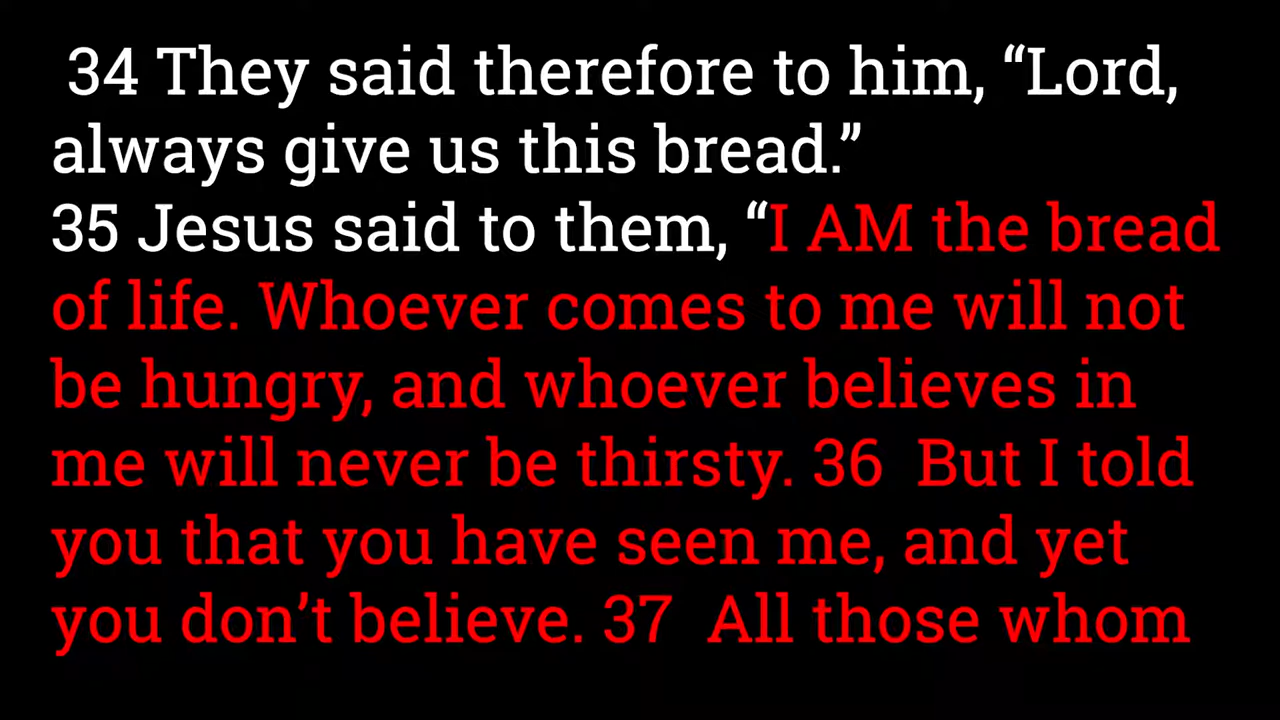 34 They said therefore to him, “Lord,
always give us this bread.”
35 Jesus said to them, “I AM the bread
of life. Whoever comes to me will not
be hungry, and whoever believes in
me will never be thirsty. 36  But I told
you that you have seen me, and yet
you don’t believe. 37  All those whom